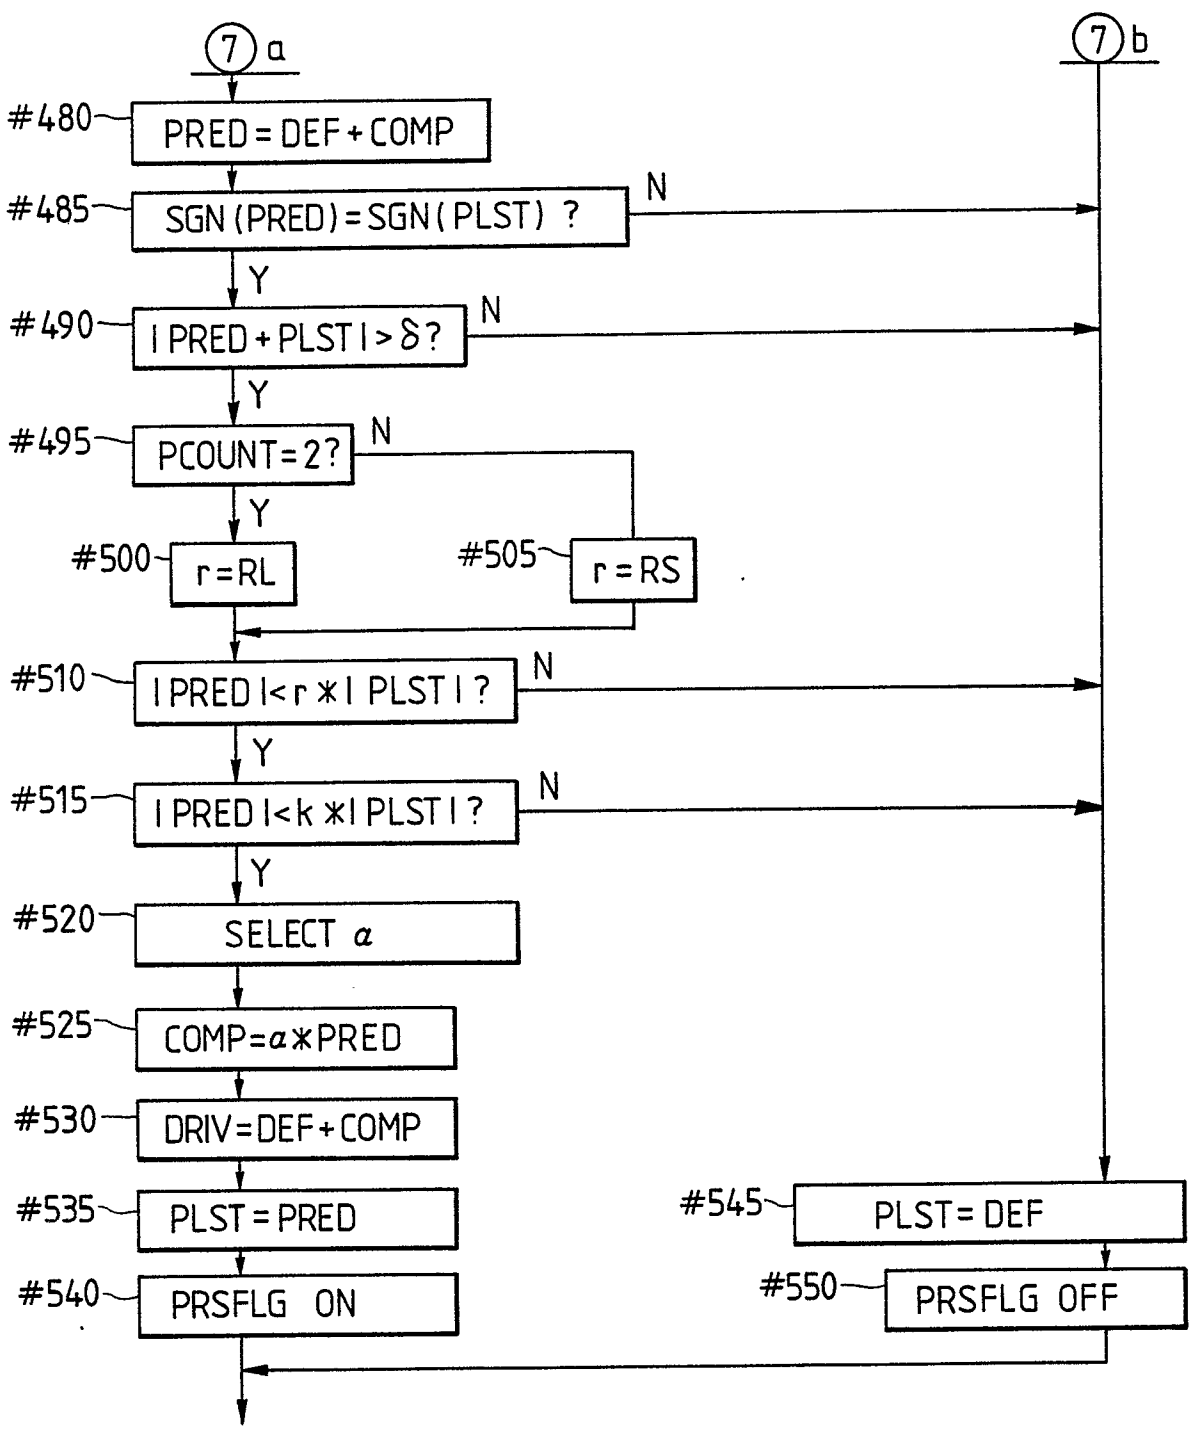 7 a
7 b
#480
PRED = DEF + COMP
#485
SGN (PRED) = SGN (PLST) ?
N
Y
#490
| PRED + PLST | > δ ?
N
Y
#495
PCOUNT = 2 ?
N
Y
#500
r = RL
#505
r = RS
#510
| PRED | < r * | PLST | ?
N
Y
#515
| PRED | < k * | PLST | ?
N
Y
#520
SELECT α
#525
COMP = α * PRED
#530
DRIV = DEF + COMP
#535
PLST = PRED
#545
PLST = DEF
#540
PRSFLG ON
#550
PRSFLG OFF